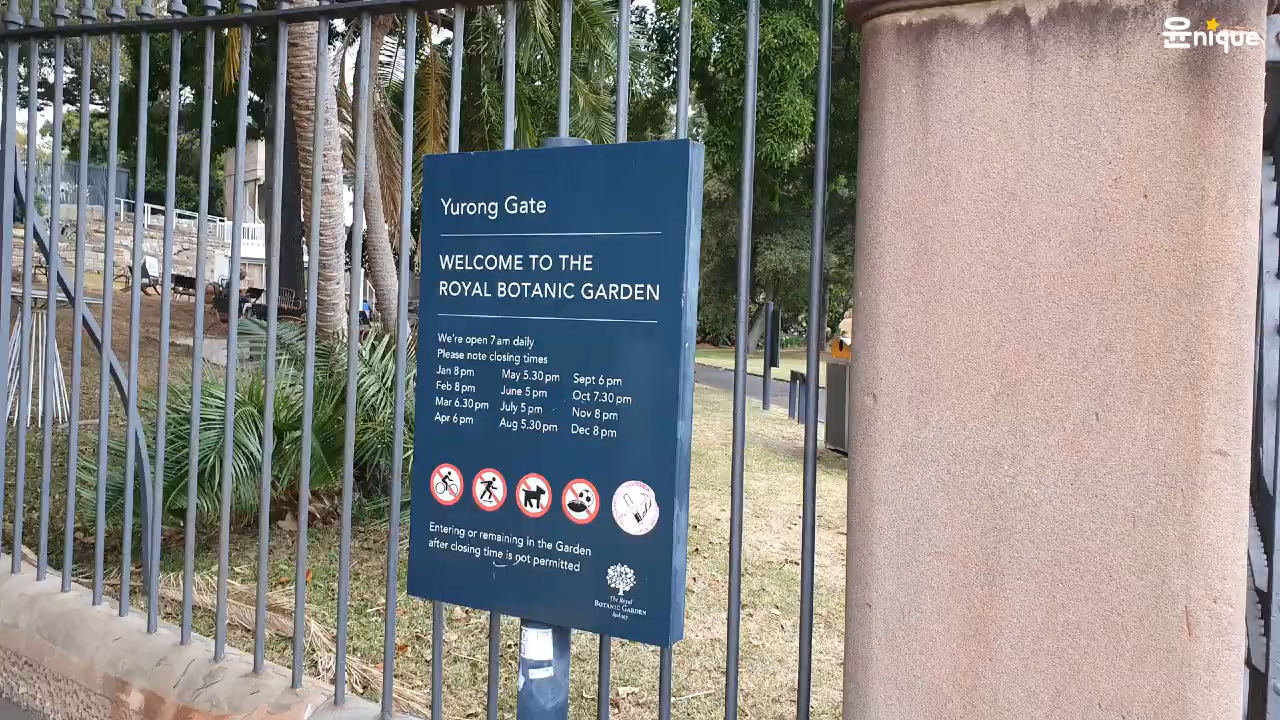 유nique
Yurong Gate
WELCOME TO THE
ROYAL BOTANIC GARDEN
We're open 7am daily
Please note closing times
Jan 8pm May 5.30pm Sept 6pm
Feb 8pm June 5pm Oct 7.30pm
Mar 6.30pm July 5pm Nov 8pm
Apr 6pm Aug 5.30pm Dec 8pm
Entering or remaining in the Garden
after closing time is not permitted
The Royal
BOTANIC GARDEN
Sydney